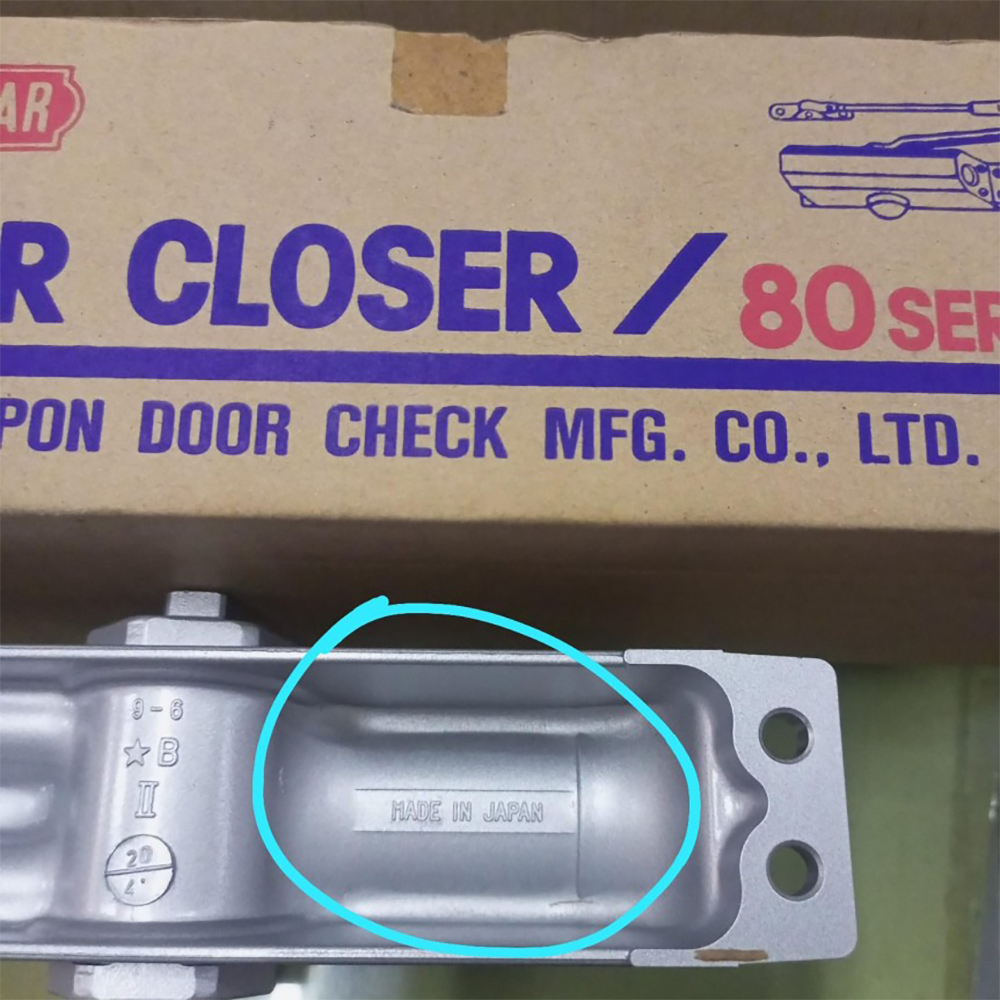 AR
R CLOSER / 80 SER
PON DOOR CHECK MFG. CO., LTD.
9-6
☆B
II
MADE IN JAPAN
20
4'